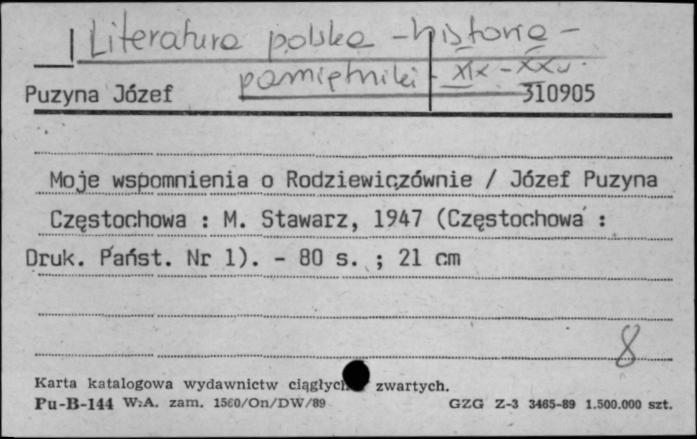 Literatura polska - historia -
pamiętniki - XIX - XX w.
Puzyna Józef
310905
Moje wspomnienia o Rodziewiczównie / Józef Puzyna
Częstochowa : M. Stawarz, 1947 (Częstochowa :
Druk. Państ. Nr 1). - 80 s. ; 21 cm
8
Karta katalogowa wydawnictw ciągłych zwartych.
Pu-B-144 W.A. zam. 1560/On/DW/89 GZG Z-3 3465-89 1.500.000 szt.